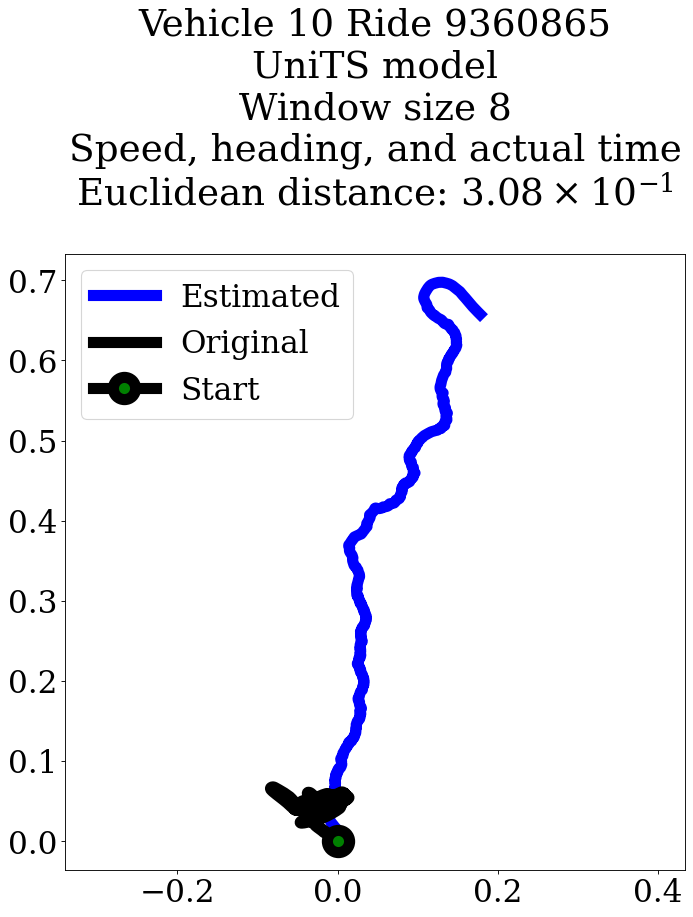 Vehicle 10 Ride 9360865
UniTS model
Window size 8
Speed, heading, and actual time
Euclidean distance: 3.08 × 10⁻¹
Estimated
Original
Start
0.7
0.6
0.5
0.4
0.3
0.2
0.1
0.0
−0.2 0.0 0.2 0.4